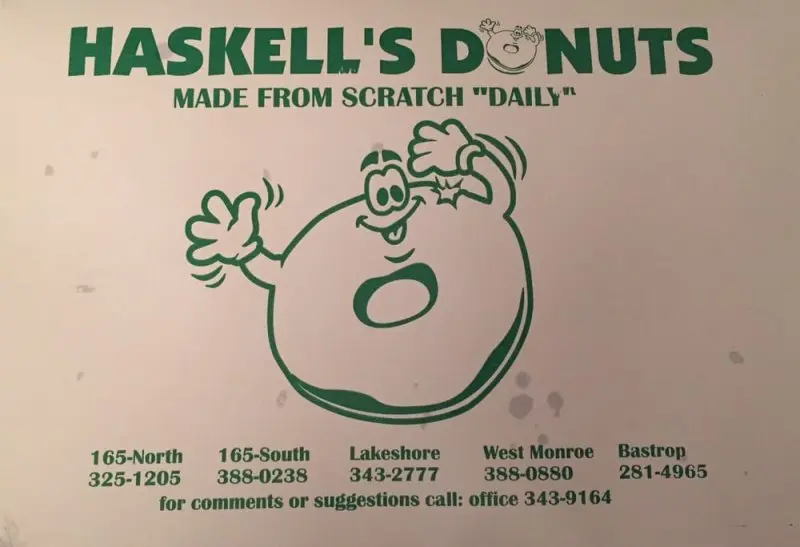 HASKELL'S DONUTS
MADE FROM SCRATCH "DAILY"
165-North 165-South Lakeshore West Monroe Bastrop
325-1205 388-0238 343-2777 388-0880 281-4965
for comments or suggestions call: office 343-9164